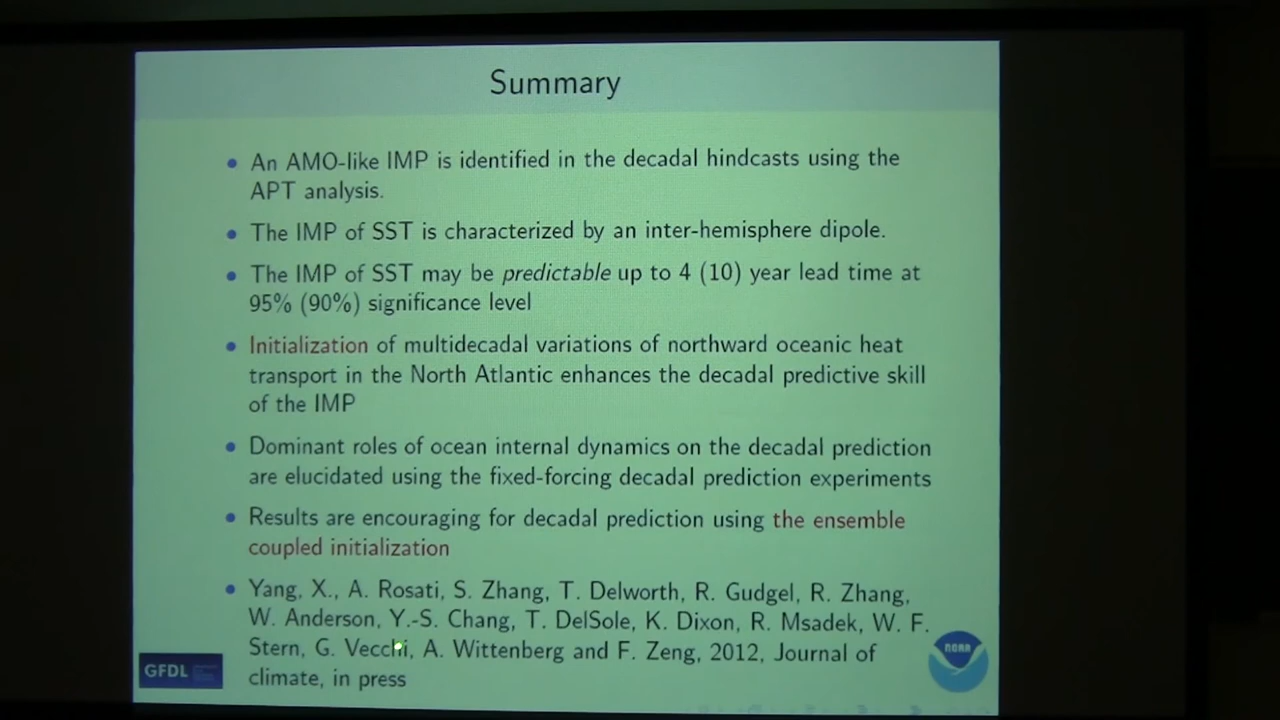 Summary
• An AMO-like IMP is identified in the decadal hindcasts using the
APT analysis.
• The IMP of SST is characterized by an inter-hemisphere dipole.
• The IMP of SST may be predictable up to 4 (10) year lead time at
95% (90%) significance level
• Initialization of multidecadal variations of northward oceanic heat
transport in the North Atlantic enhances the decadal predictive skill
of the IMP
• Dominant roles of ocean internal dynamics on the decadal prediction
are elucidated using the fixed-forcing decadal prediction experiments
• Results are encouraging for decadal prediction using the ensemble
coupled initialization
• Yang, X., A. Rosati, S. Zhang, T. Delworth, R. Gudgel, R. Zhang,
W. Anderson, Y.-S. Chang, T. DelSole, K. Dixon, R. Msadek, W. F.
Stern, G. Vecchi, A. Wittenberg and F. Zeng, 2012, Journal of
climate, in press
GFDL
NOAA